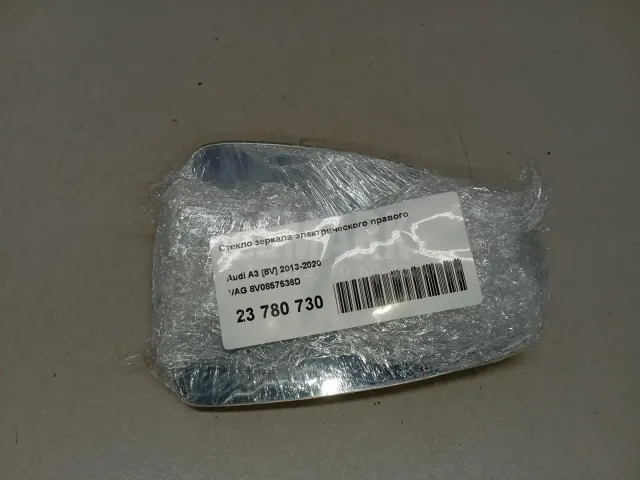 Стекло зеркала электрического правого
Audi A3 [8V] 2013-2020
VAG 8V0857536D
23 780 730